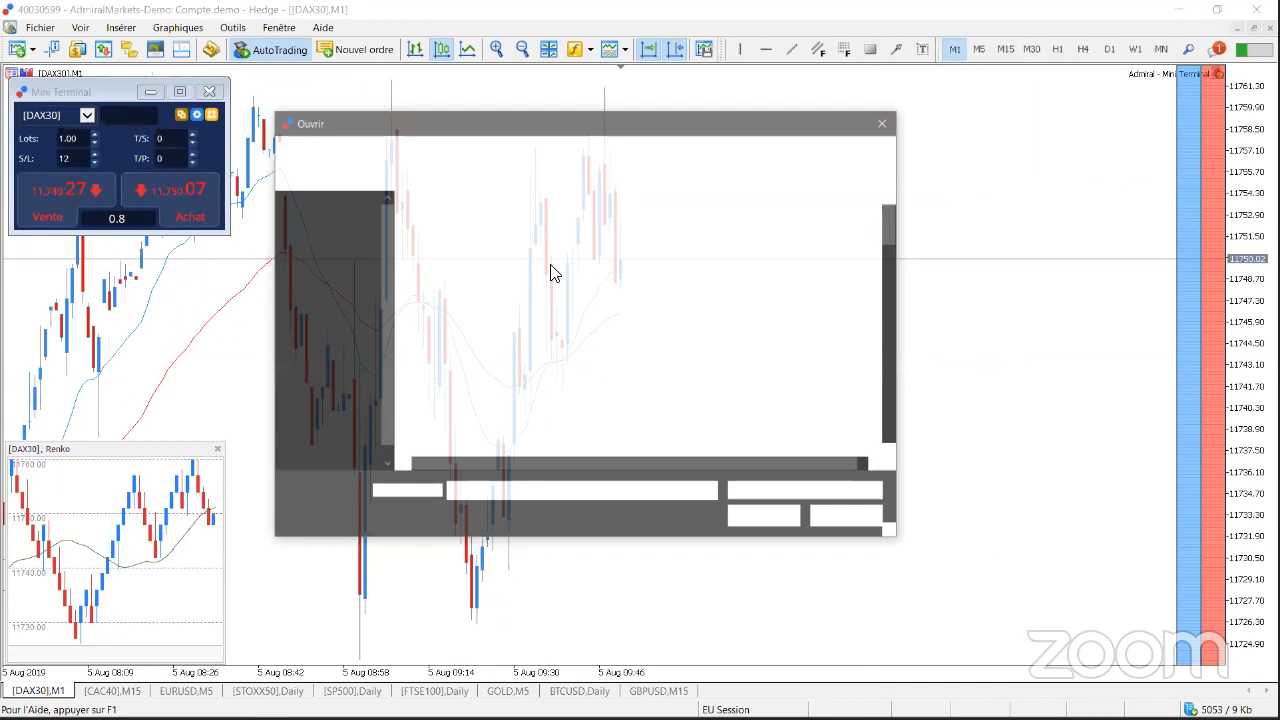 40030599 - AdmiralMarkets-Demo: Compte demo - Hedge - [[DAX30],M1]
Fichier Voir Insérer Graphiques Outils Fenêtre Aide
AutoTrading Nouvel ordre M1 M5 M15 M30 H1 H4 D1 W1 MN 1
[DAX30],M1
Admiral - Mini Terminal
Mini Terminal
[DAX30]
Lots: 1.00 T/S: 0
S/L: 12 T/P: 0
11,749.27 11,750.07
Vente 0.8 Achat
Ouvrir
11761.30
11759.90
11758.50
11757.10
11755.70
11754.30
11752.90
11751.50
11750.02
11748.70
11747.30
11745.90
11744.50
11743.10
11741.70
11740.30
11738.90
11737.50
11736.10
11734.70
11733.30
11731.90
11730.50
11729.10
11727.70
11726.30
11724.90
[DAX30], Renko
11760.00
11740.00
11730.00
zoom
5 Aug 2019 5 Aug 08:09 5 Aug 08:26 5 Aug 08:42 5 Aug 08:58 5 Aug 09:14 5 Aug 09:30 5 Aug 09:46
[DAX30],M1 [CAC40],M15 EURUSD,M5 [STOXX50],Daily [SP500],Daily [FTSE100],Daily GOLD,M5 BTCUSD,Daily GBPUSD,M15
Pour l'Aide, appuyer sur F1 EU Session 5053 / 9 Kb